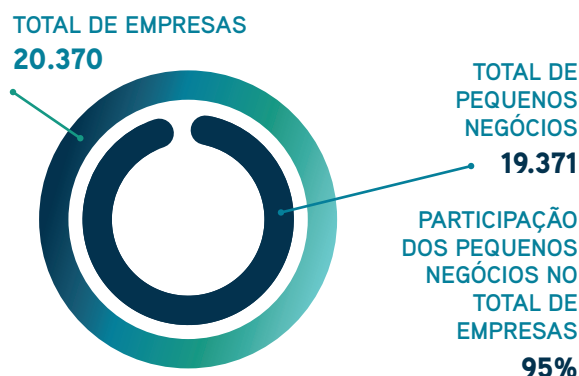 TOTAL DE EMPRESAS
20.370
TOTAL DE
PEQUENOS
NEGÓCIOS
19.371
PARTICIPAÇÃO
DOS PEQUENOS
NEGÓCIOS NO
TOTAL DE
EMPRESAS
95%